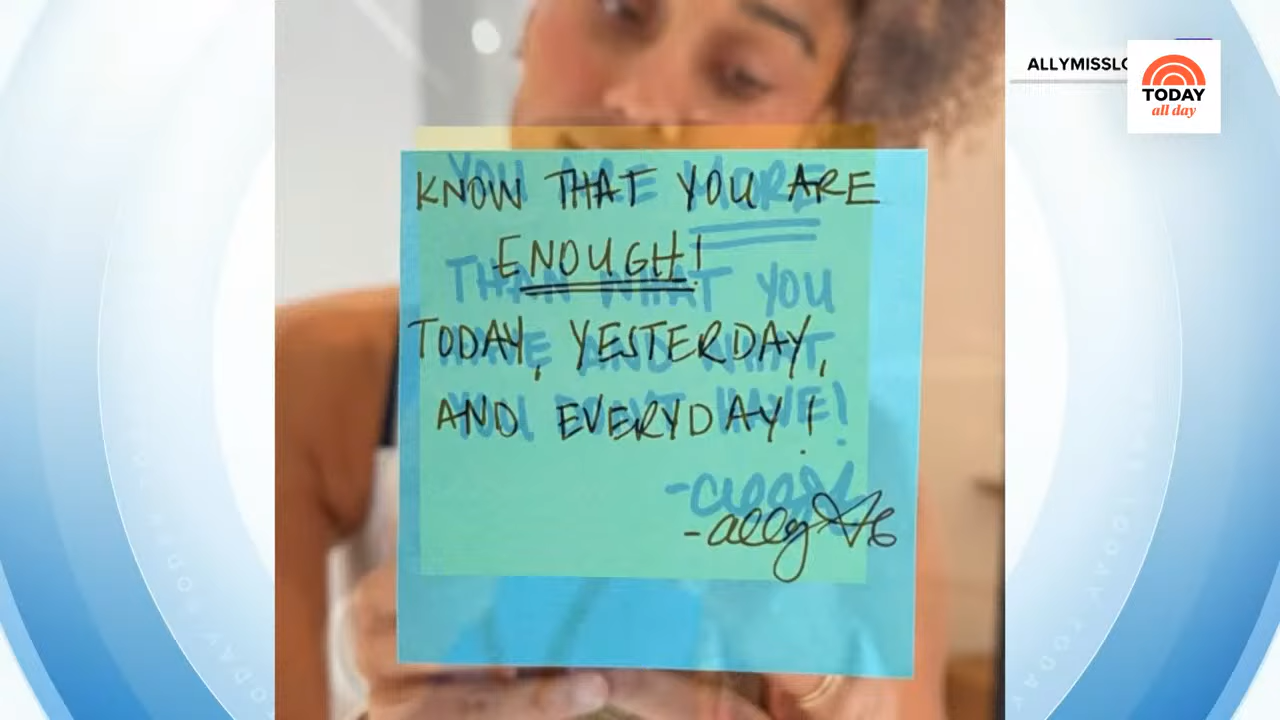 KNOW THAT YOU ARE
ENOUGH!
TODAY, YESTERDAY,
AND EVERYDAY!
-ally
YOU ARE MORE
THAN WHAT YOU
HAVE AND WHAT
YOU DON'T HAVE!
ALLYMISSLO
TODAY
all day